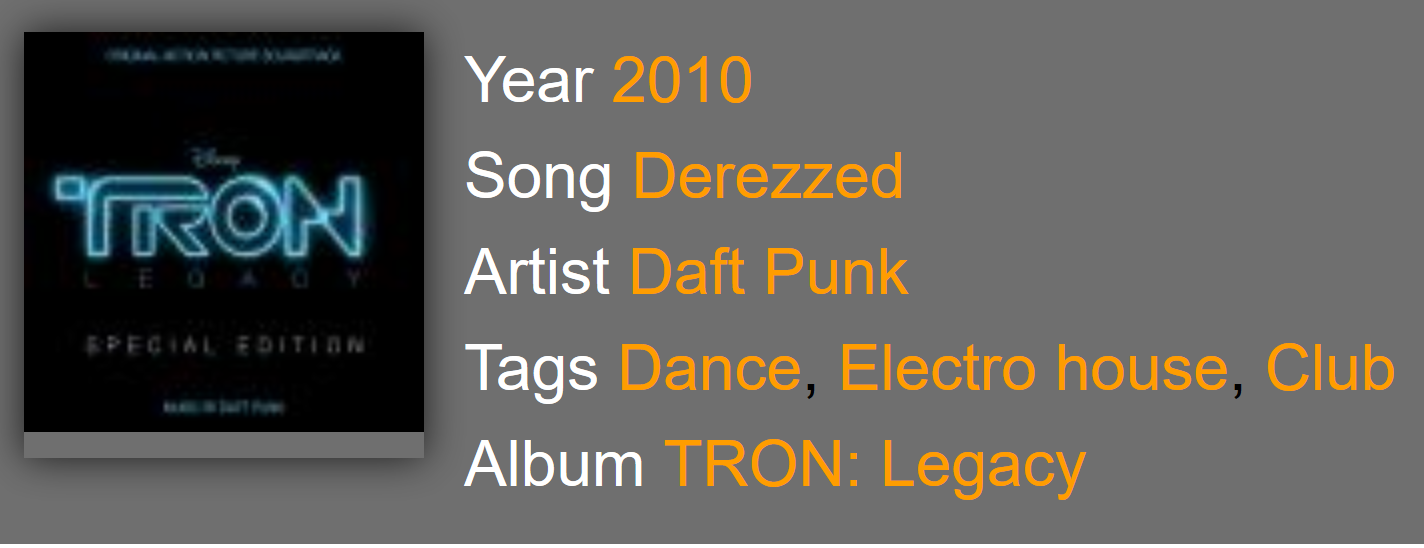 ORIGINAL MOTION PICTURE SOUNDTRACK
Disney
TRON
LEGACY
SPECIAL EDITION
MUSIC BY DAFT PUNK
Year 2010
Song Derezzed
Artist Daft Punk
Tags Dance, Electro house, Club
Album TRON: Legacy